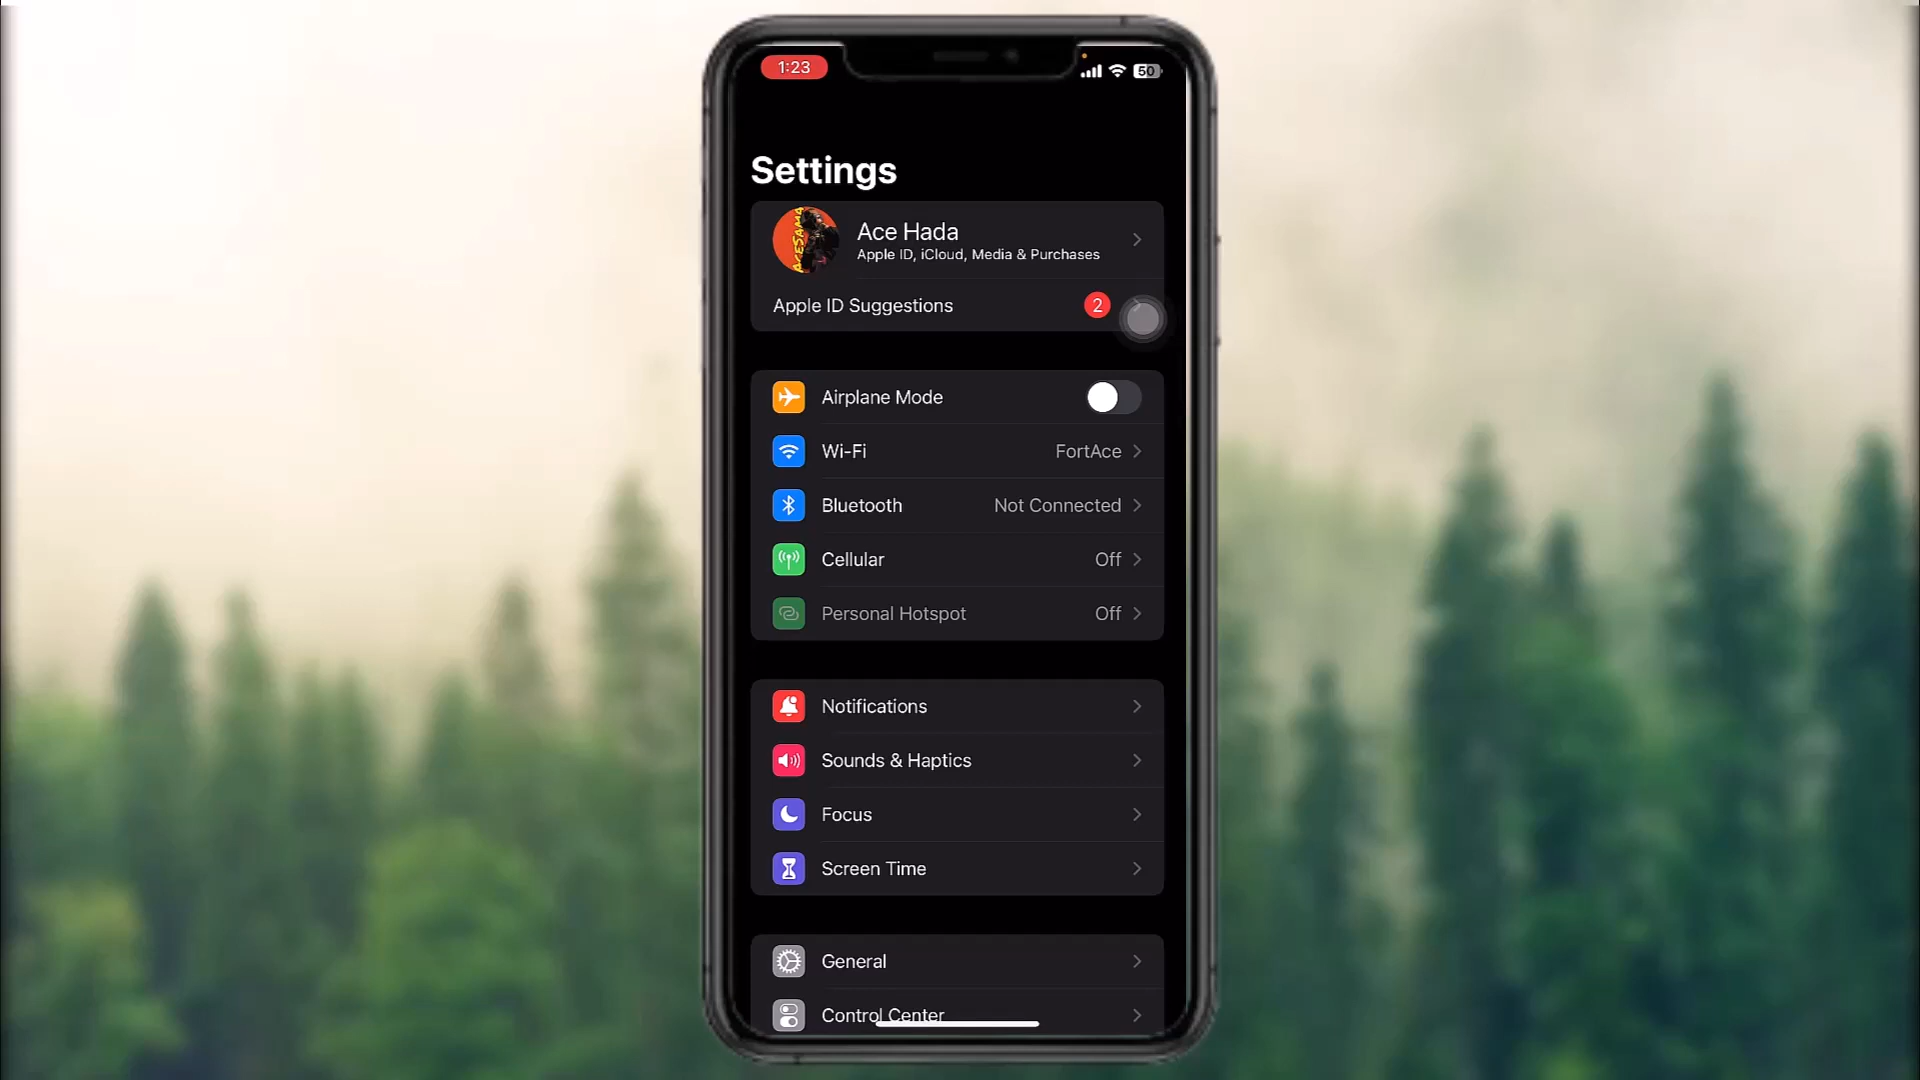 1:23
50
Settings
ACESAMA
Ace Hada
Apple ID, iCloud, Media & Purchases
Apple ID Suggestions 2
Airplane Mode
Wi-Fi FortAce
Bluetooth Not Connected
Cellular Off
Personal Hotspot Off
Notifications
Sounds & Haptics
Focus
Screen Time
General
Control Center